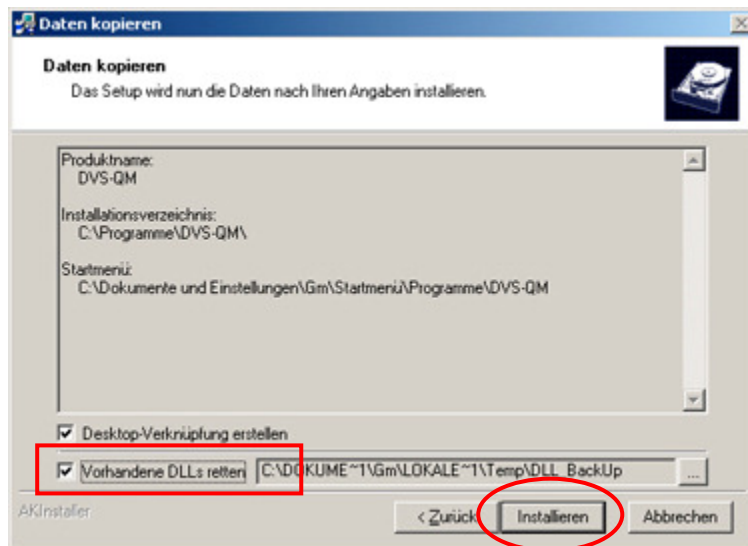 Daten kopieren
Daten kopieren
Das Setup wird nun die Daten nach Ihren Angaben installieren.
Produktname:
DVS-QM
Installationsverzeichnis:
C:\Programme\DVS-QM\
Startmenü:
C:\Dokumente und Einstellungen\Gm\Startmenü\Programme\DVS-QM
Desktop-Verknüpfung erstellen
Vorhandene DLLs retten C:\DOKUME~1\Gm\LOKALE~1\Temp\DLL_BackUp ...
AKInstaller
< Zurück Installieren Abbrechen